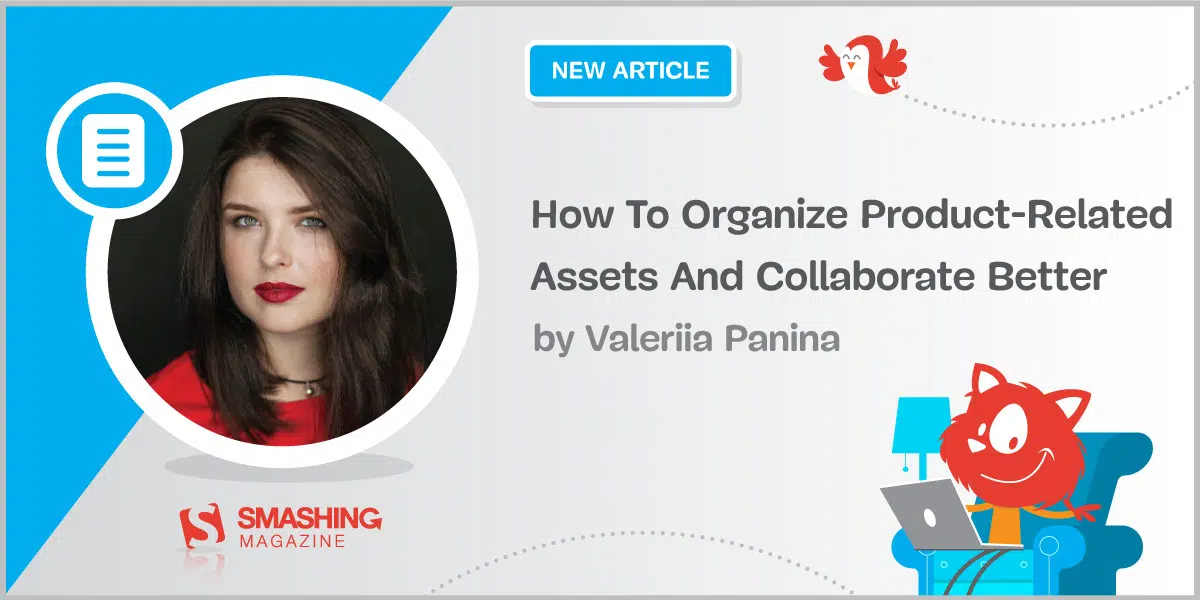 NEW ARTICLE
How To Organize Product-Related
Assets And Collaborate Better
by Valeriia Panina
SMASHING
MAGAZINE